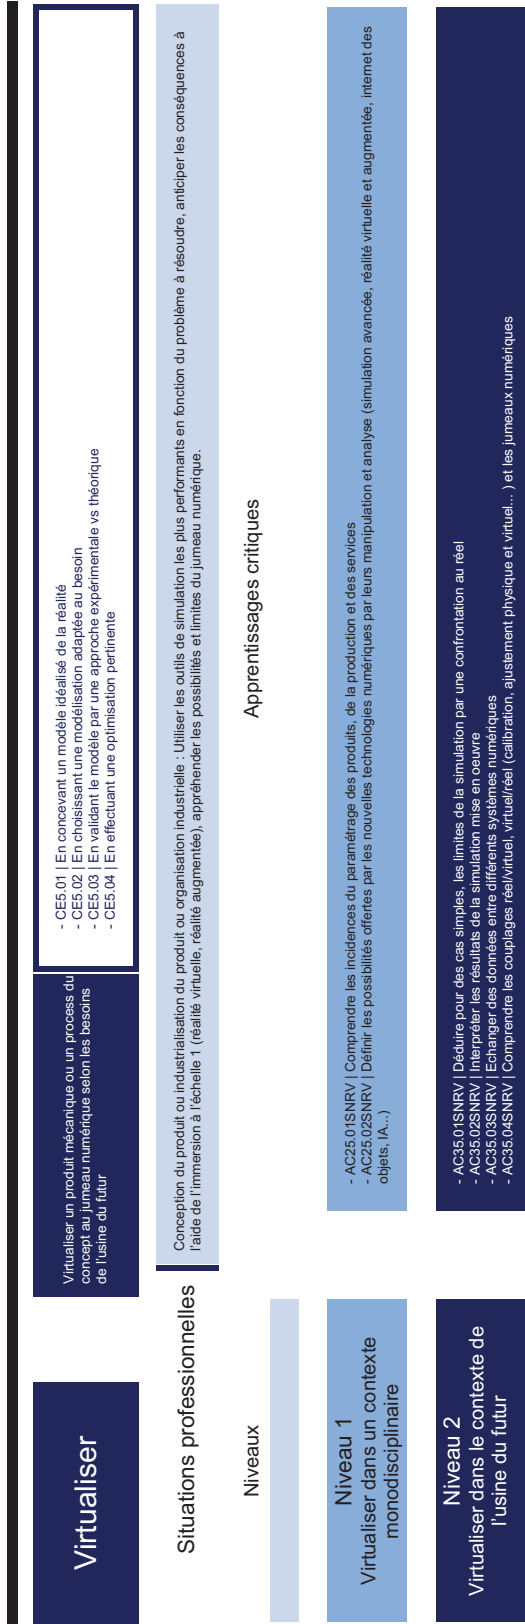 Virtualiser
Virtualiser un produit mécanique ou un process du
concept au jumeau numérique selon les besoins
de l'usine du futur
- CE5.01 | En concevant un modèle idéalisé de la réalité
- CE5.02 | En choisissant une modélisation adaptée au besoin
- CE5.03 | En validant le modèle par une approche expérimentale vs théorique
- CE5.04 | En effectuant une optimisation pertinente
Situations professionnelles
Conception du produit ou industrialisation du produit ou organisation industrielle : Utiliser les outils de simulation les plus performants en fonction du problème à résoudre, anticiper les conséquences à
l'aide de l'immersion à l'échelle 1 (réalité virtuelle, réalité augmentée), appréhender les possibilités et limites du jumeau numérique.
Niveaux
Apprentissages critiques
Niveau 1
Virtualiser dans un contexte
monodisciplinaire
- AC25.01SNRV | Comprendre les incidences du paramétrage des produits, de la production et des services
- AC25.02SNRV | Définir les possibilités offertes par les nouvelles technologies numériques par leurs manipulation et analyse (simulation avancée, réalité virtuelle et augmentée, internet des
objets, IA...)
Niveau 2
Virtualiser dans le contexte de
l'usine du futur
- AC35.01SNRV | Déduire pour des cas simples, les limites de la simulation par une confrontation au réel
- AC35.02SNRV | Interpréter les résultats de la simulation mise en oeuvre
- AC35.03SNRV | Echanger des données entre différents systèmes numériques
- AC35.04SNRV | Comprendre les couplages réel/virtuel, virtuel/réel (calibration, ajustement physique et virtuel... ) et les jumeaux numériques